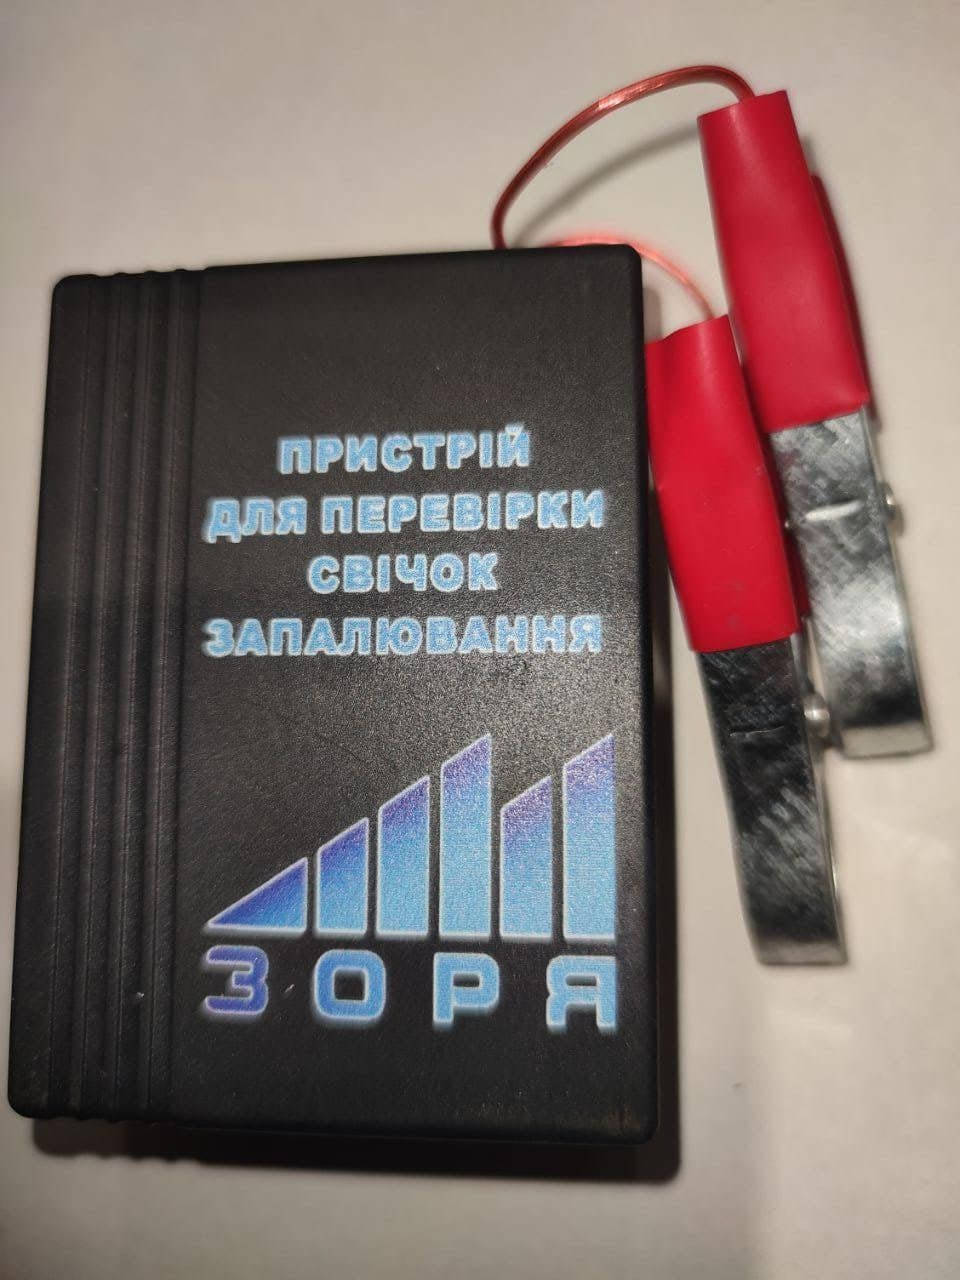 ПРИСТРІЙ
ДЛЯ ПЕРЕВІРКИ
СВІЧОК
ЗАПАЛЮВАННЯ
ЗОРЯ